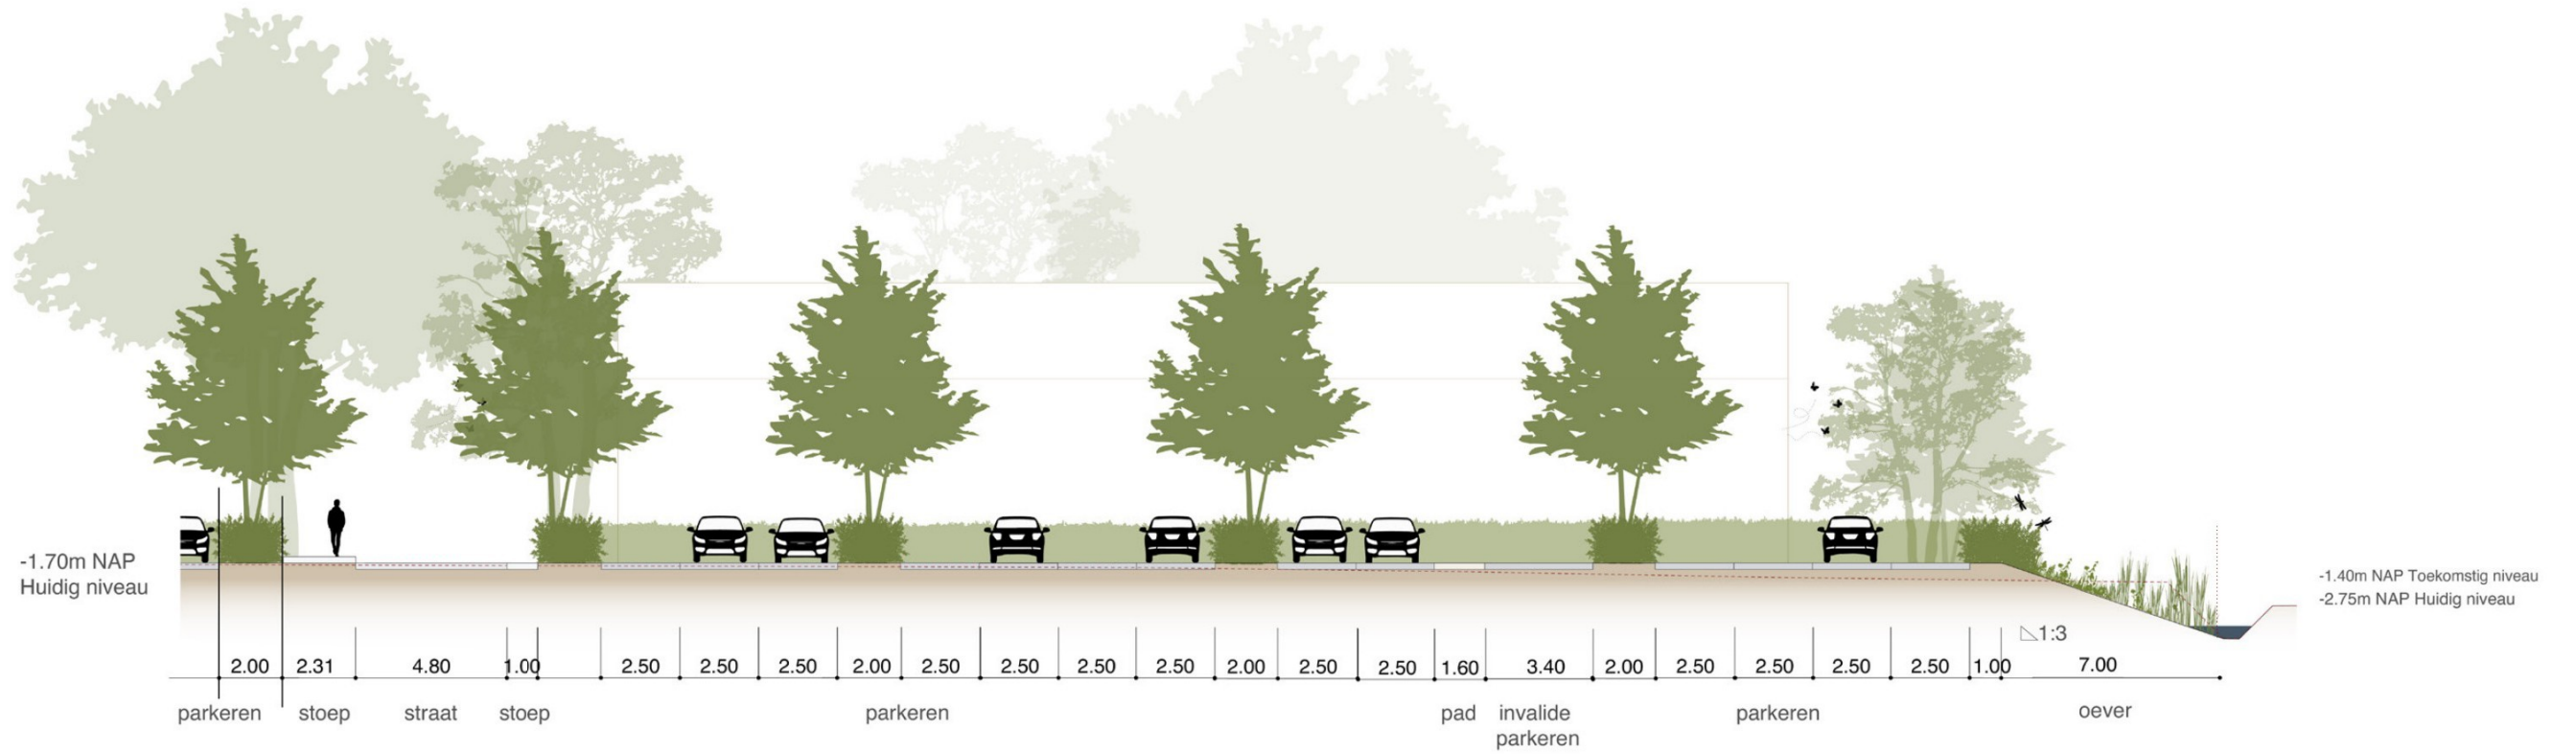 -1.70m NAP
Huidig niveau
-1.40m NAP Toekomstig niveau
-2.75m NAP Huidig niveau
1:3
2.00 2.31 4.80 1.00 2.50 2.50 2.50 2.00 2.50 2.50 2.50 2.50 2.00 2.50 2.50 1.60 3.40 2.00 2.50 2.50 2.50 2.50 1.00 7.00
parkeren stoep straat stoep parkeren pad invalide parkeren oever
parkeren